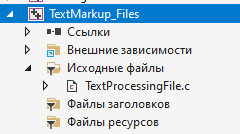 TextMarkup_Files
Ссылки
Внешние зависимости
Исходные файлы
TextProcessingFile.c
Файлы заголовков
Файлы ресурсов